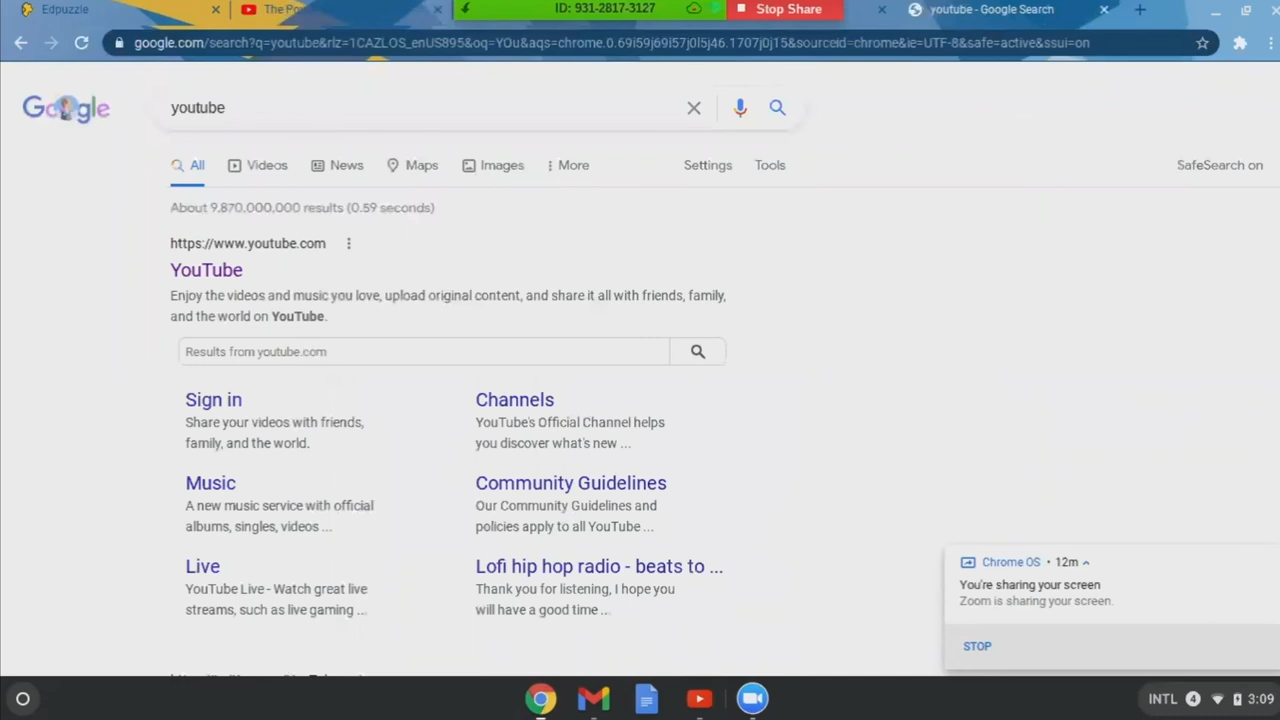 Edpuzzle
The Po
ID: 931-2817-3127
Stop Share
youtube - Google Search
google.com/search?q=youtube&rlz=1CAZLOS_enUS895&oq=YOu&aqs=chrome.0.69i59j69i57j0l5j46.1707j0j15&sourceid=chrome&ie=UTF-8&safe=active&ssui=on
Google
youtube
All Videos News Maps Images More Settings Tools SafeSearch on
About 9,870,000,000 results (0.59 seconds)
https://www.youtube.com
YouTube
Enjoy the videos and music you love, upload original content, and share it all with friends, family,
and the world on YouTube.
Results from youtube.com
Sign in
Share your videos with friends,
family, and the world.
Channels
YouTube's Official Channel helps
you discover what's new ...
Music
A new music service with official
albums, singles, videos ...
Community Guidelines
Our Community Guidelines and
policies apply to all YouTube ...
Live
YouTube Live - Watch great live
streams, such as live gaming ...
Lofi hip hop radio - beats to ...
Thank you for listening, I hope you
will have a good time ...
Chrome OS • 12m
You're sharing your screen
Zoom is sharing your screen.
STOP
INTL 4 3:09